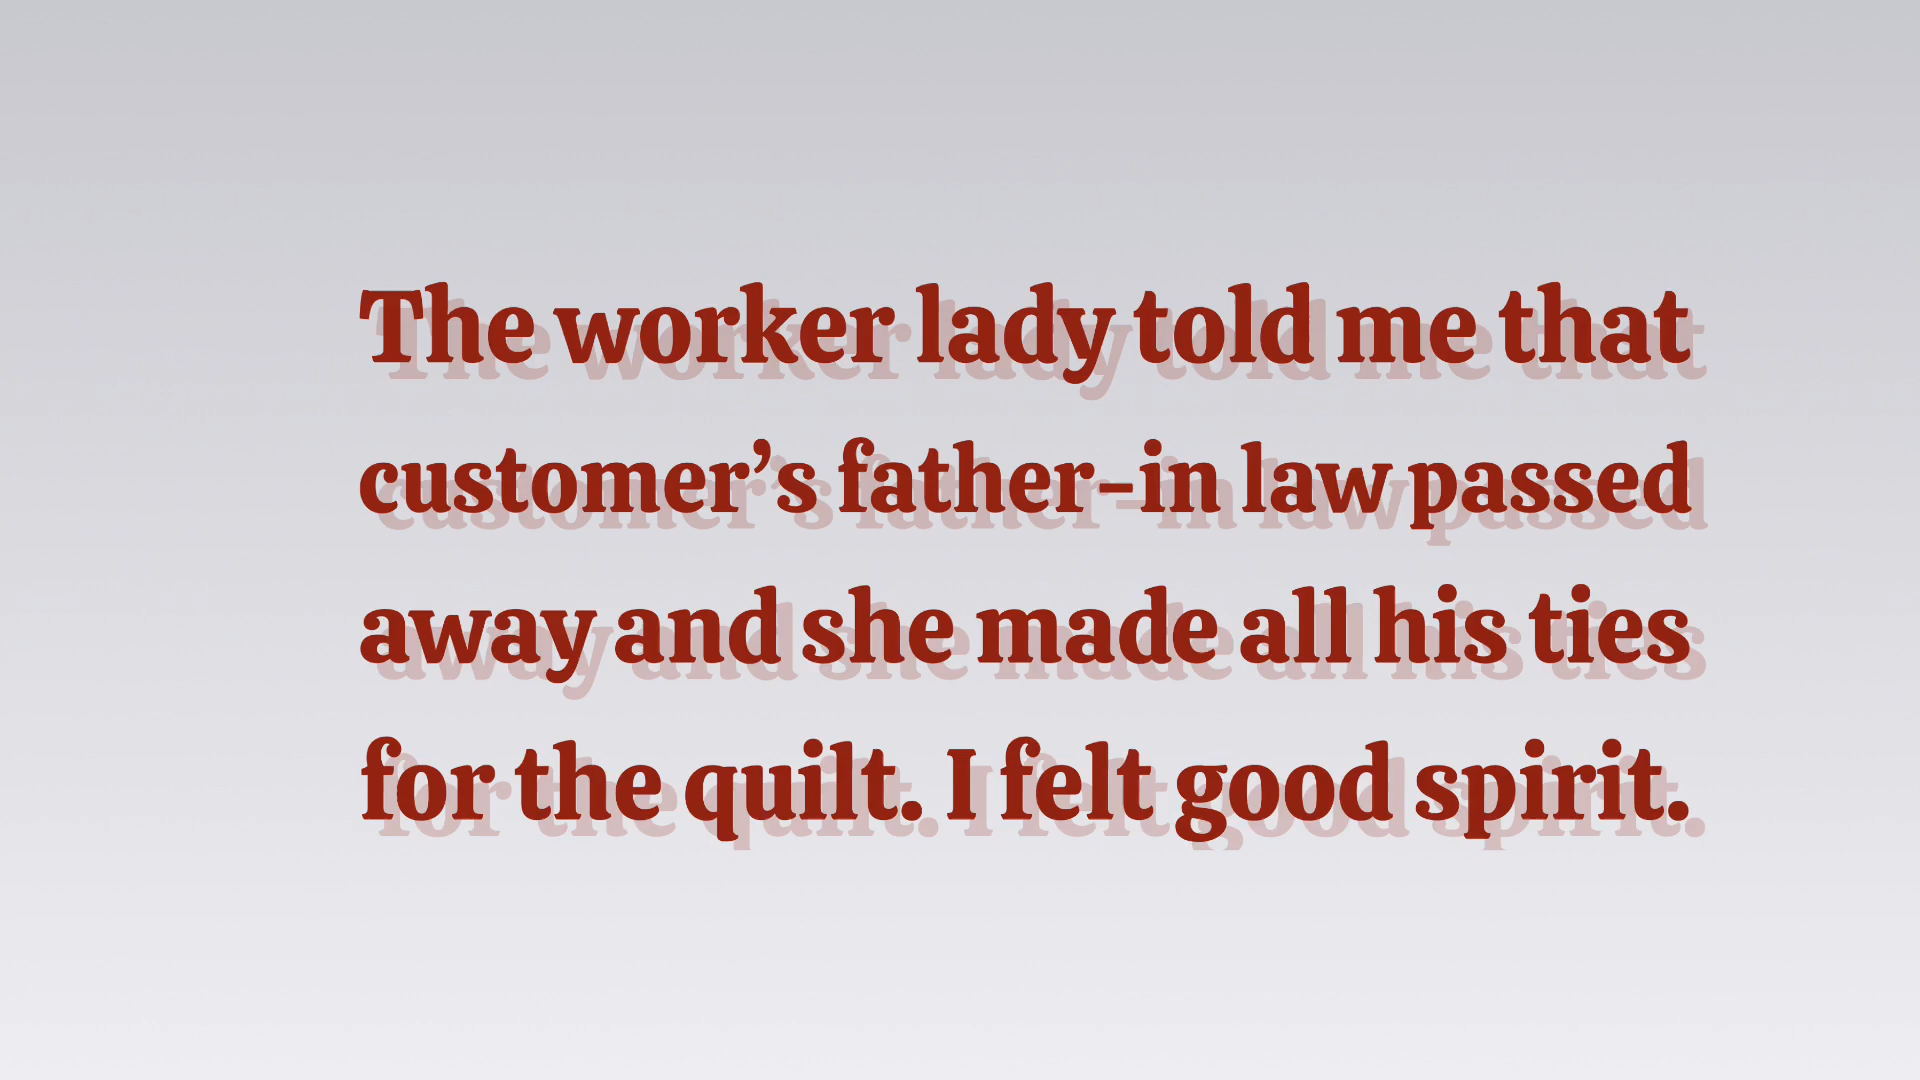 The worker lady told me that
customer’s father-in law passed
away and she made all his ties
for the quilt. I felt good spirit.